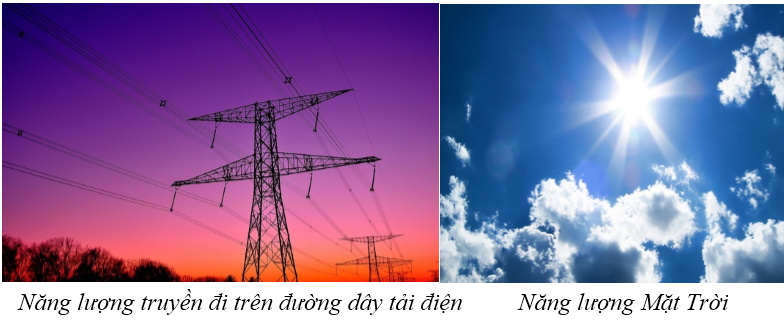 Năng lượng truyền đi trên đường dây tải điện
Năng lượng Mặt Trời